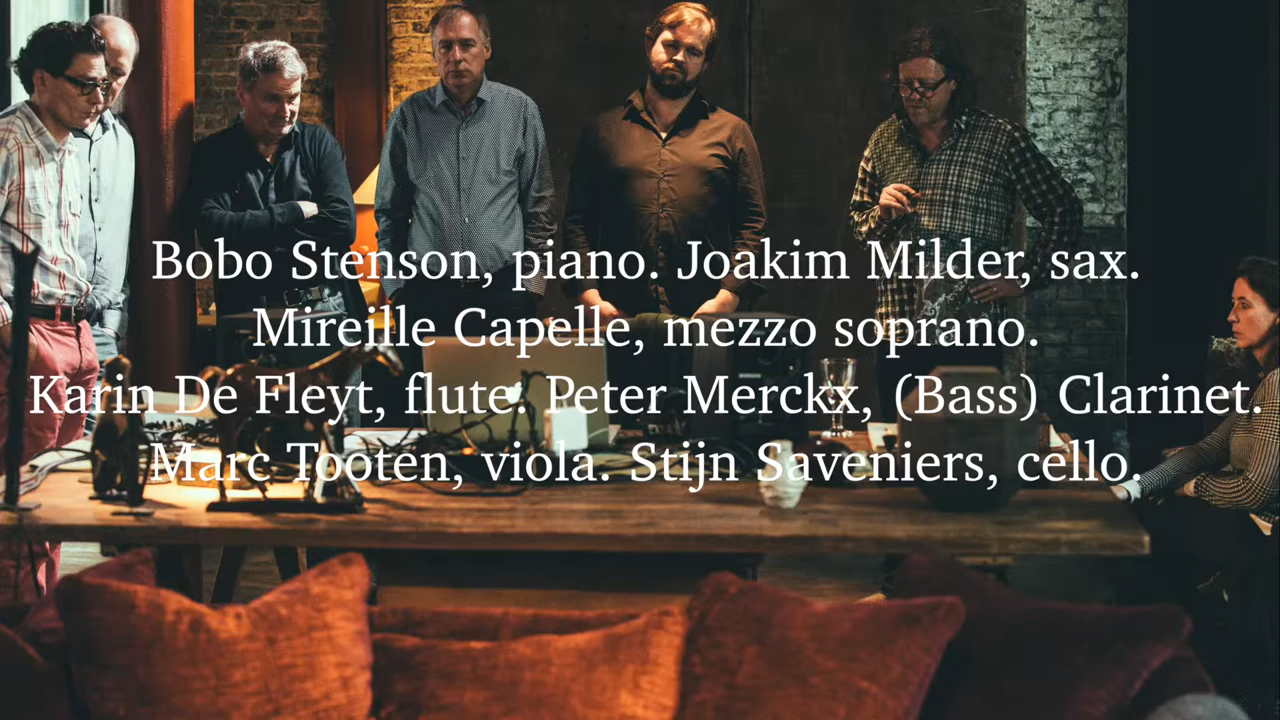 Bobo Stenson, piano. Joakim Milder, sax.
Mireille Capelle, mezzo soprano.
Karin De Fleyt, flute. Peter Merckx, (Bass) Clarinet.
Marc Tooten, viola. Stijn Saveniers, cello.